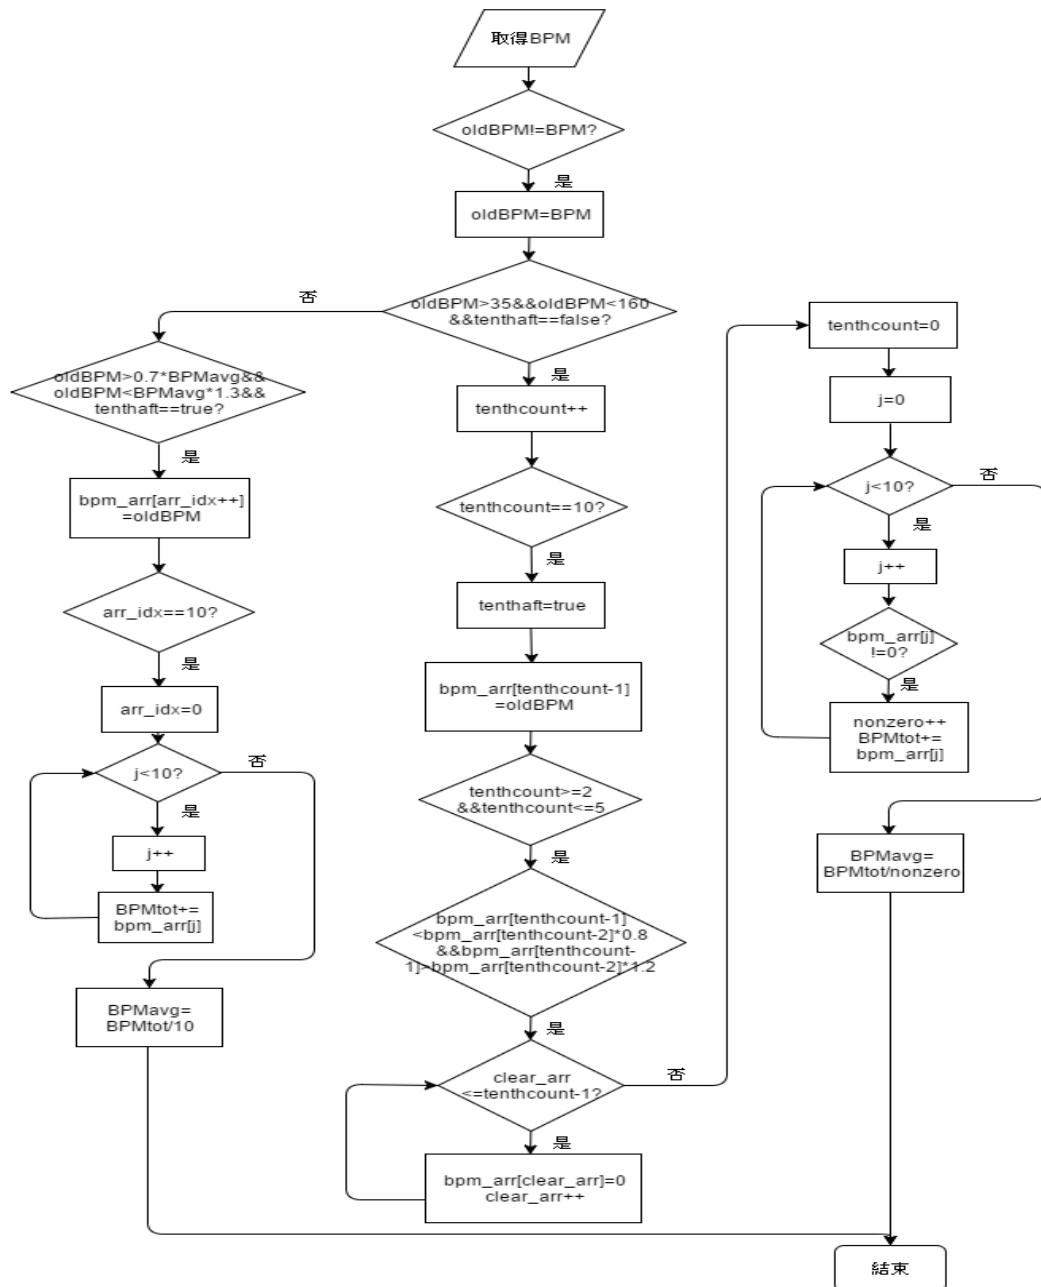 取得BPM
oldBPM!=BPM?
是
oldBPM=BPM
oldBPM>35&&oldBPM<160
&&tenthaft==false?
否
是
oldBPM>0.7*BPMavg&&
oldBPM<BPMavg*1.3&&
tenthaft==true?
是
bpm_arr[arr_idx++]
=oldBPM
arr_idx==10?
是
arr_idx=0
j<10?
否
是
j++
BPMtot+=
bpm_arr[j]
BPMavg=
BPMtot/10
tenthcount++
tenthcount==10?
是
tenthaft=true
bpm_arr[tenthcount-1]
=oldBPM
tenthcount>=2
&&tenthcount<=5
是
bpm_arr[tenthcount-1]
<bpm_arr[tenthcount-2]*0.8
&&bpm_arr[tenthcount-
1]>bpm_arr[tenthcount-2]*1.2
是
clear_arr
<=tenthcount-1?
否
是
bpm_arr[clear_arr]=0
clear_arr++
tenthcount=0
j=0
j<10?
否
是
j++
bpm_arr[j]
!=0?
是
nonzero++
BPMtot+=
bpm_arr[j]
BPMavg=
BPMtot/nonzero
結束